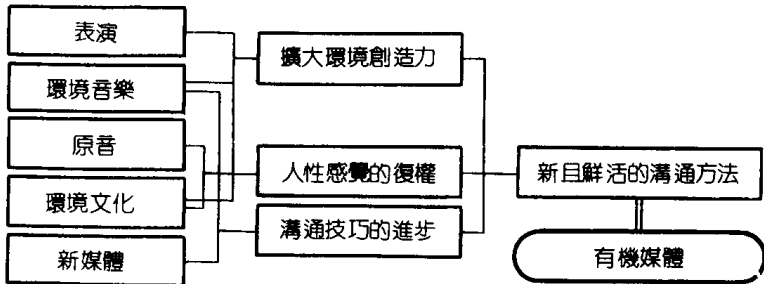 表演
環境音樂
原音
環境文化
新媒體
擴大環境創造力
人性感覺的復權
溝通技巧的進步
新且鮮活的溝通方法
有機媒體